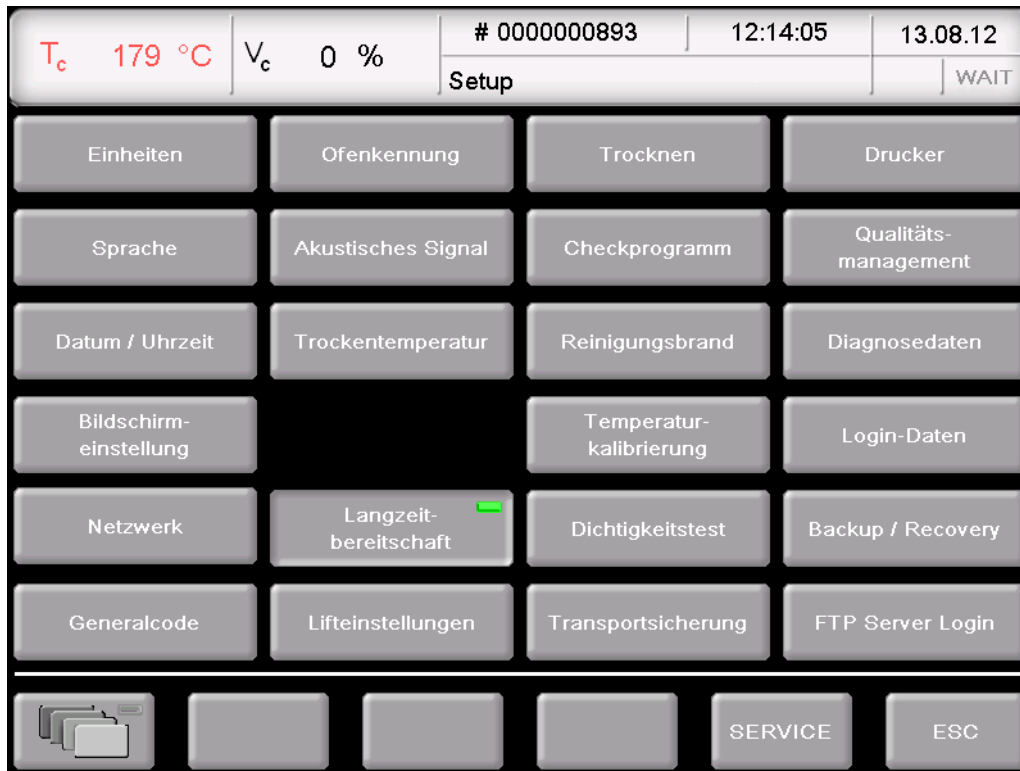 Tc 179 °C Vc 0 % # 0000000893 12:14:05 13.08.12
Setup WAIT
Einheiten Ofenkennung Trocknen Drucker
Sprache Akustisches Signal Checkprogramm Qualitäts-
management
Datum / Uhrzeit Trockentemperatur Reinigungsbrand Diagnosedaten
Bildschirm-
einstellung
Temperatur-
kalibrierung
Login-Daten
Netzwerk
Langzeit-
bereitschaft
Dichtigkeitstest Backup / Recovery
Generalcode Lifteinstellungen Transportsicherung FTP Server Login
SERVICE ESC